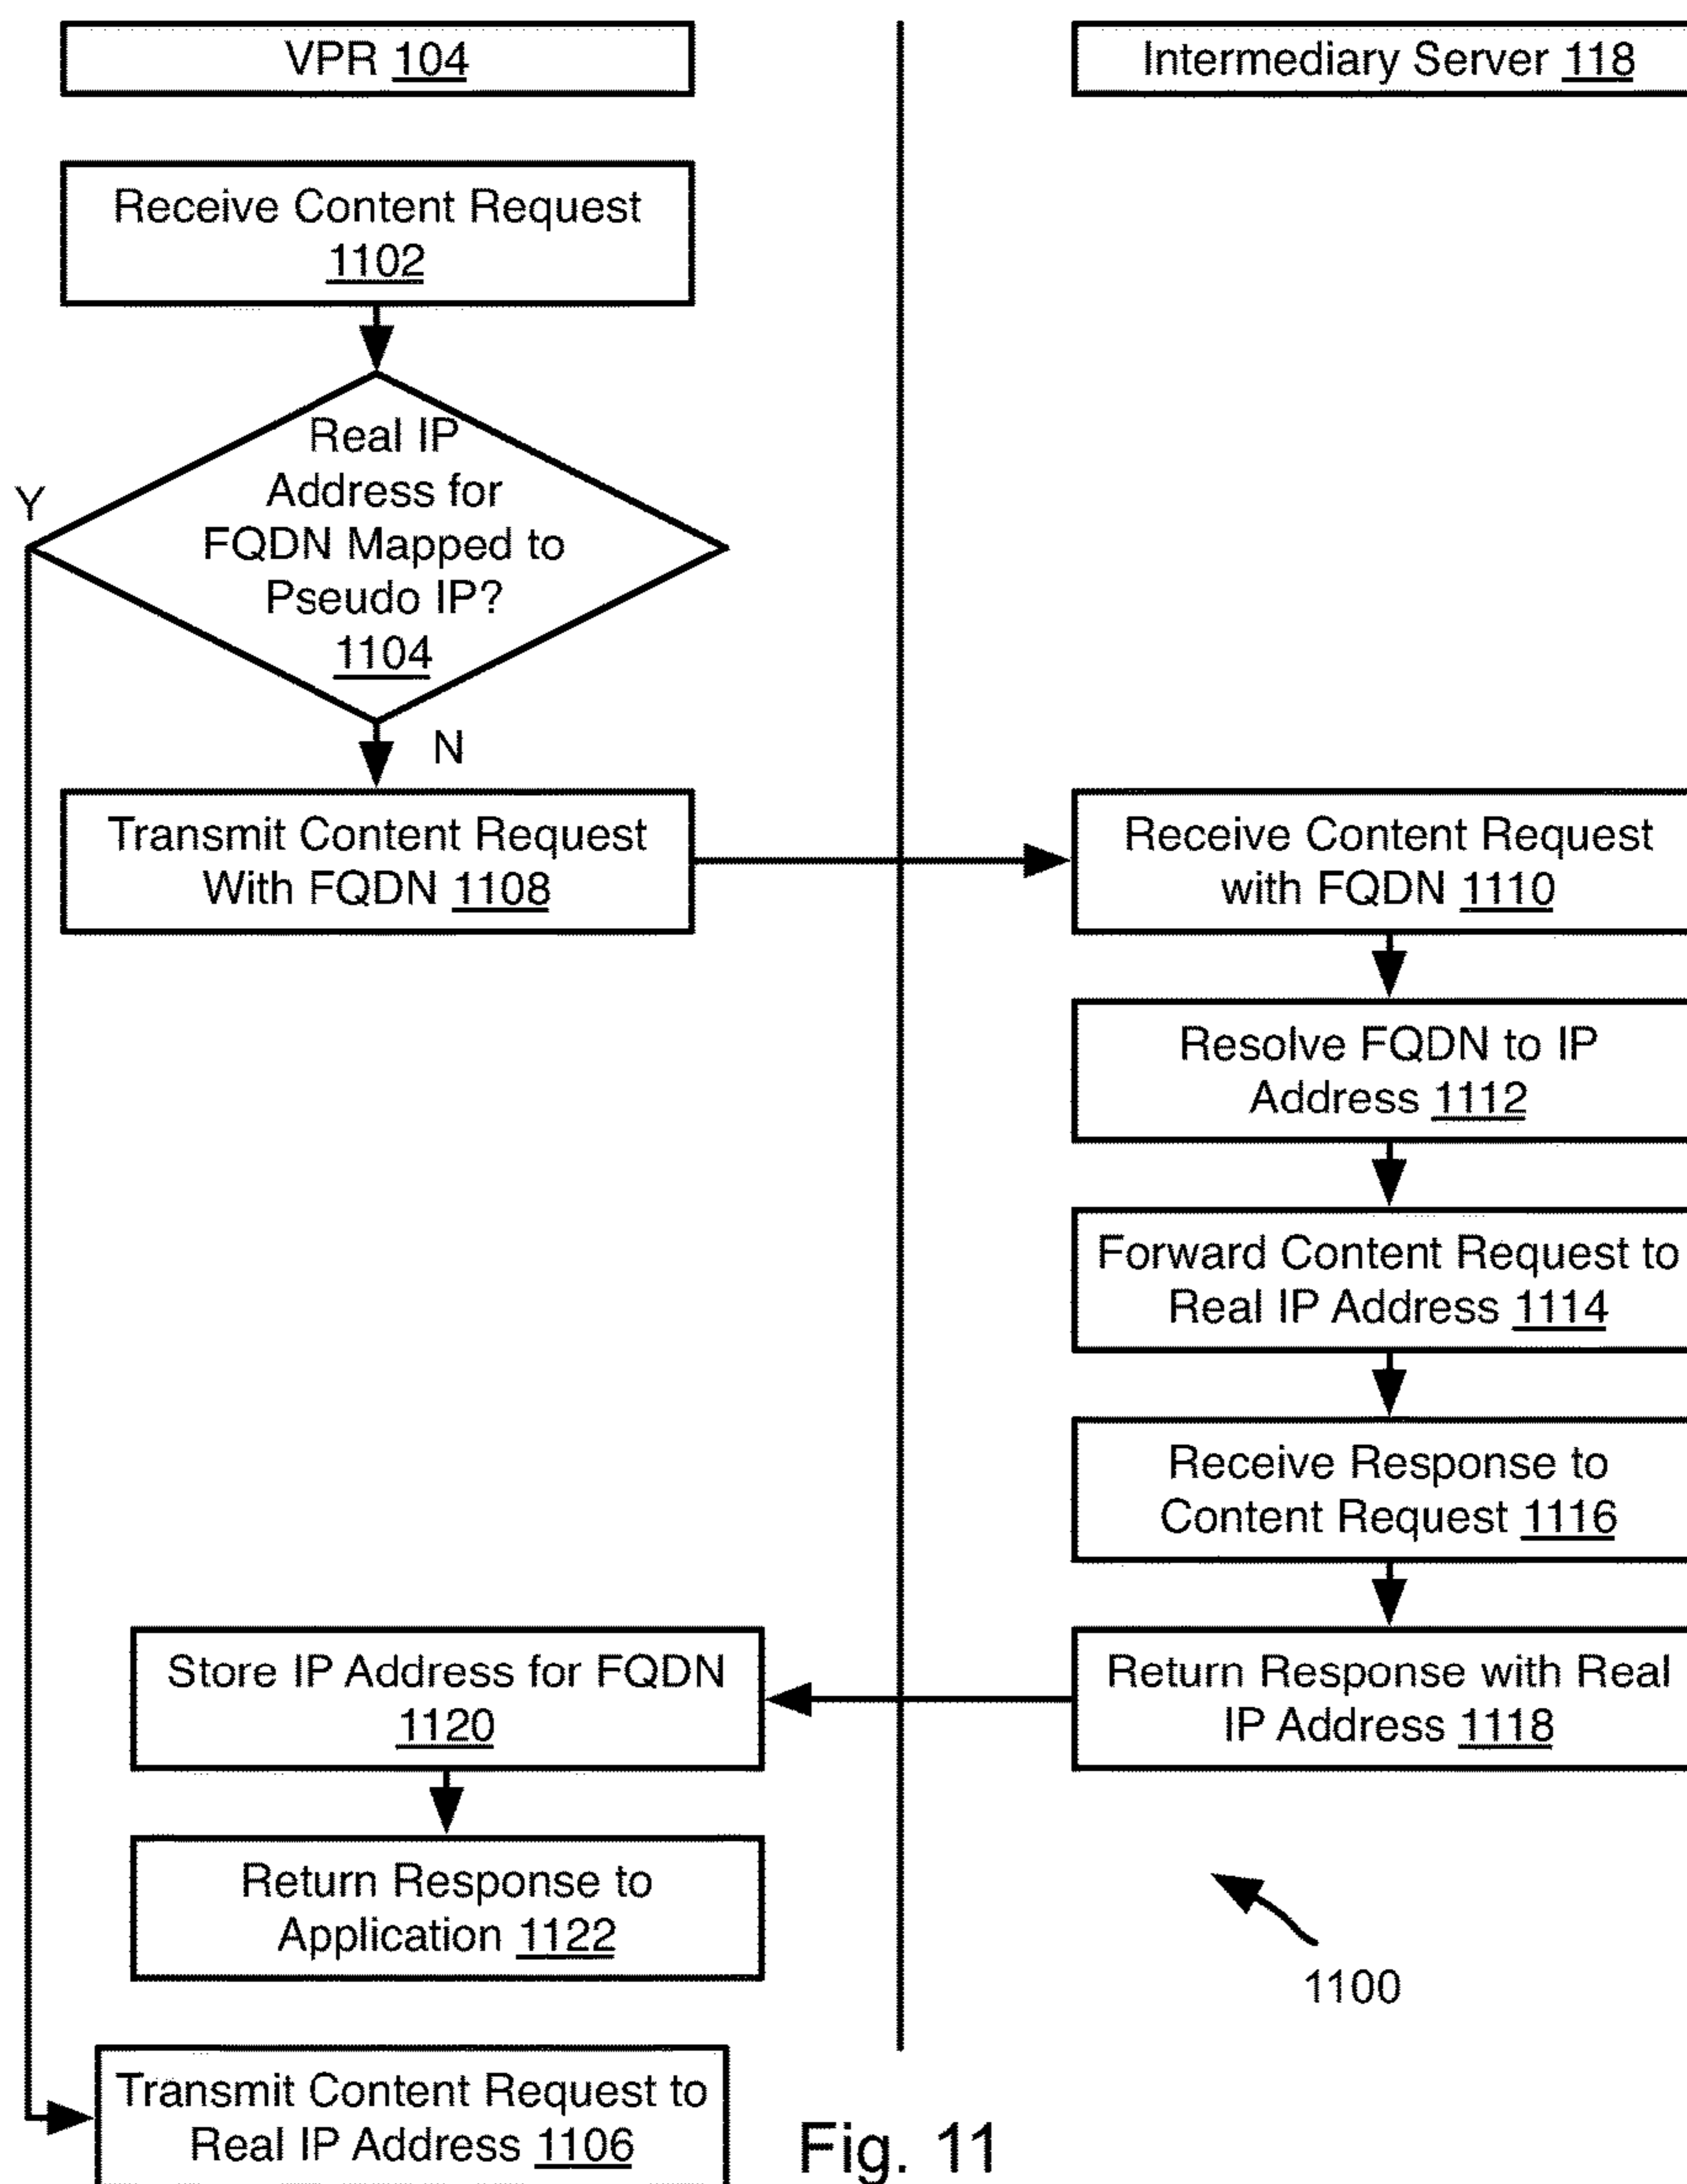 VPR 104
Intermediary Server 118
Receive Content Request
1102
Real IP
Address for
FQDN Mapped to
Pseudo IP?
1104
Y
N
Transmit Content Request
With FQDN 1108
Receive Content Request
with FQDN 1110
Resolve FQDN to IP
Address 1112
Forward Content Request to
Real IP Address 1114
Receive Response to
Content Request 1116
Return Response with Real
IP Address 1118
Store IP Address for FQDN
1120
Return Response to
Application 1122
1100
Transmit Content Request to
Real IP Address 1106
Fig. 11